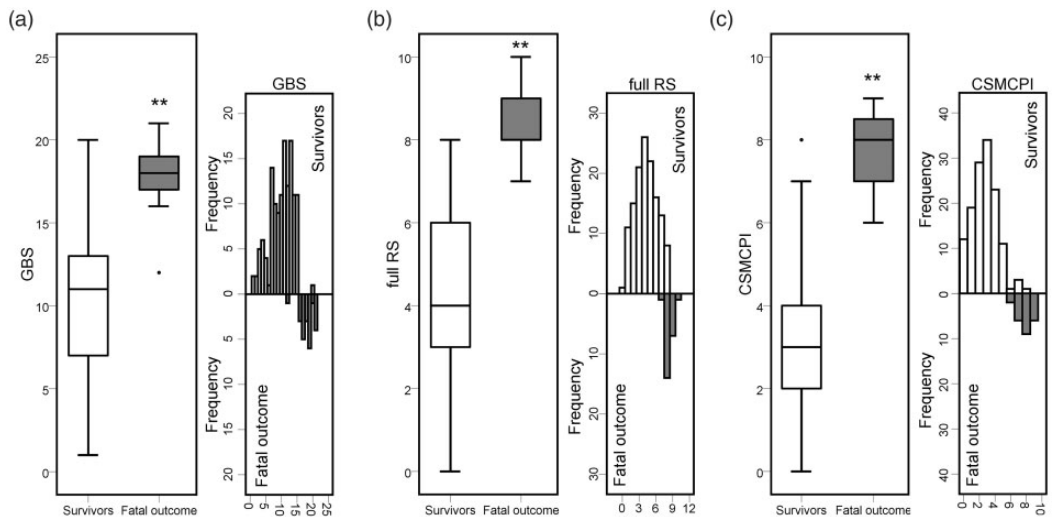 (a)
25
20
15
10
5
0
GBS
**
Survivors Fatal outcome
GBS
20
15
10
5
0
5
10
15
20
Frequency
Frequency
Survivors
Fatal outcome
0 5 10 15 20 25
(b)
10
8
6
4
2
0
full RS
**
Survivors Fatal outcome
full RS
30
20
10
0
10
20
30
Frequency
Frequency
Survivors
Fatal outcome
0 3 6 9 12
(c)
10
8
6
4
2
0
CSMCPI
**
Survivors Fatal outcome
CSMCPI
40
30
20
10
0
10
20
30
40
Frequency
Frequency
Survivors
Fatal outcome
0 2 4 6 8 10